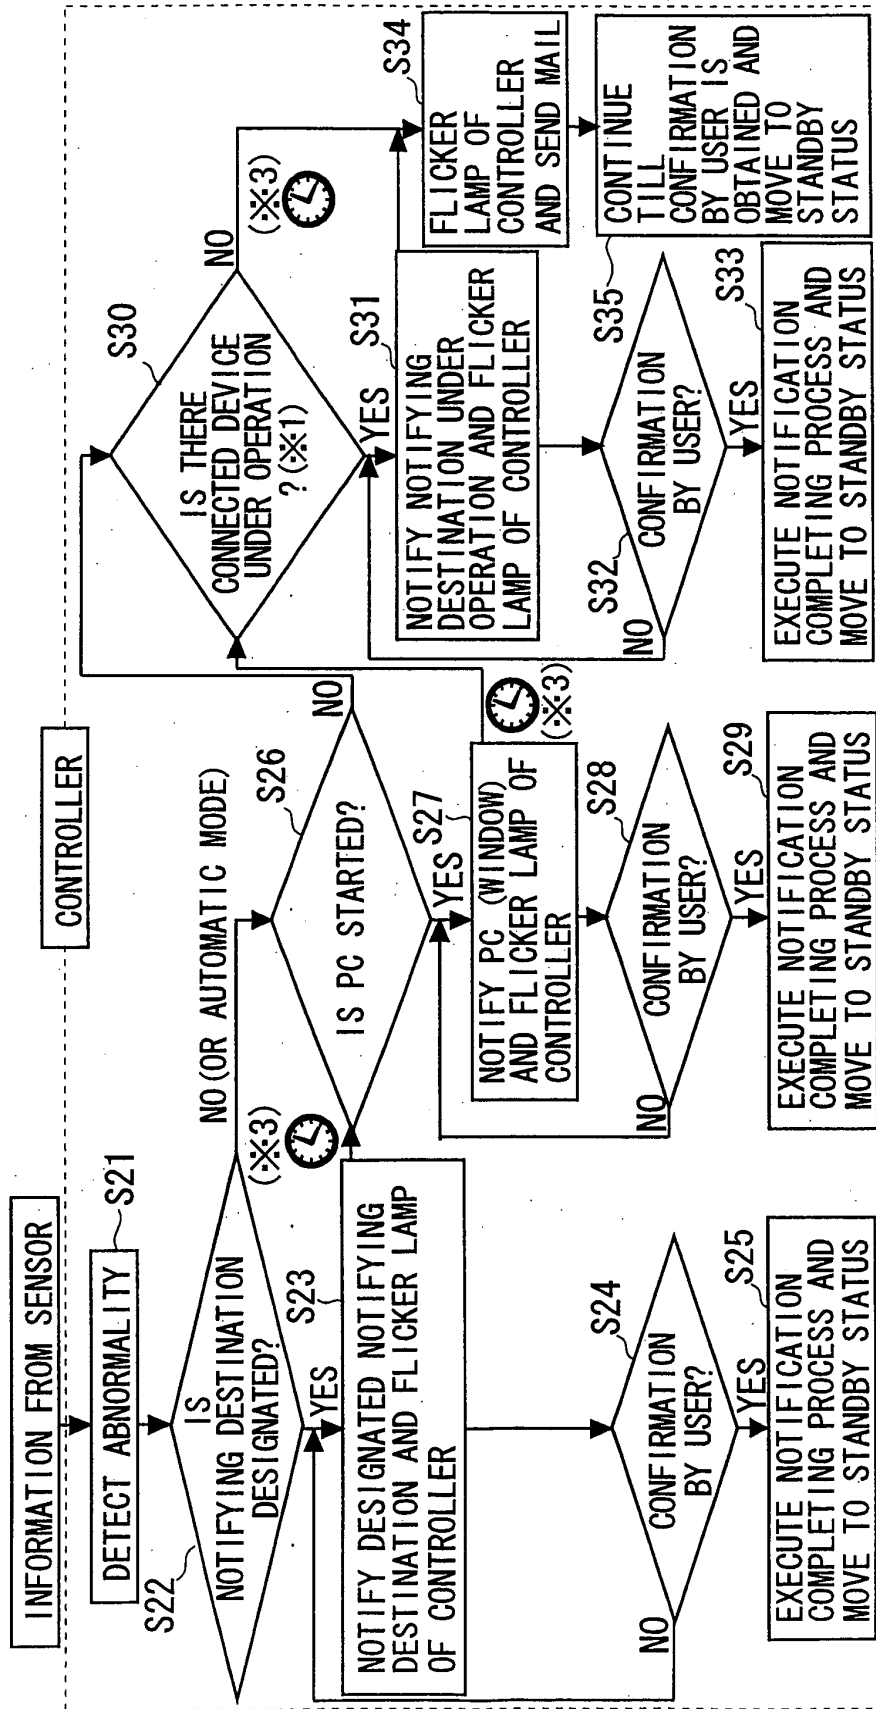 INFORMATION FROM SENSOR
CONTROLLER
DETECT ABNORMALITY
S21
S22
IS
NOTIFYING DESTINATION
DESIGNATED?
NO(OR AUTOMATIC MODE)
YES
(※3)
S23
NOTIFY DESIGNATED NOTIFYING
DESTINATION AND FLICKER LAMP
OF CONTROLLER
S24
CONFIRMATION
BY USER?
NO
YES
S25
EXECUTE NOTIFICATION
COMPLETING PROCESS AND
MOVE TO STANDBY STATUS
S26
IS PC STARTED?
NO
YES
S27
NOTIFY PC (WINDOW)
AND FLICKER LAMP OF
CONTROLLER
(※3)
S28
CONFIRMATION
BY USER?
NO
YES
S29
EXECUTE NOTIFICATION
COMPLETING PROCESS AND
MOVE TO STANDBY STATUS
S30
IS THERE
CONNECTED DEVICE
UNDER OPERATION
?(※1)
NO
(※3)
YES
S31
NOTIFY NOTIFYING
DESTINATION UNDER
OPERATION AND FLICKER
LAMP OF CONTROLLER
S32
CONFIRMATION
BY USER?
NO
YES
S33
EXECUTE NOTIFICATION
COMPLETING PROCESS AND
MOVE TO STANDBY STATUS
S34
FLICKER
LAMP OF
CONTROLLER
AND SEND MAIL
S35
CONTINUE
TILL
CONFIRMATION
BY USER IS
OBTAINED AND
MOVE TO
STANDBY
STATUS